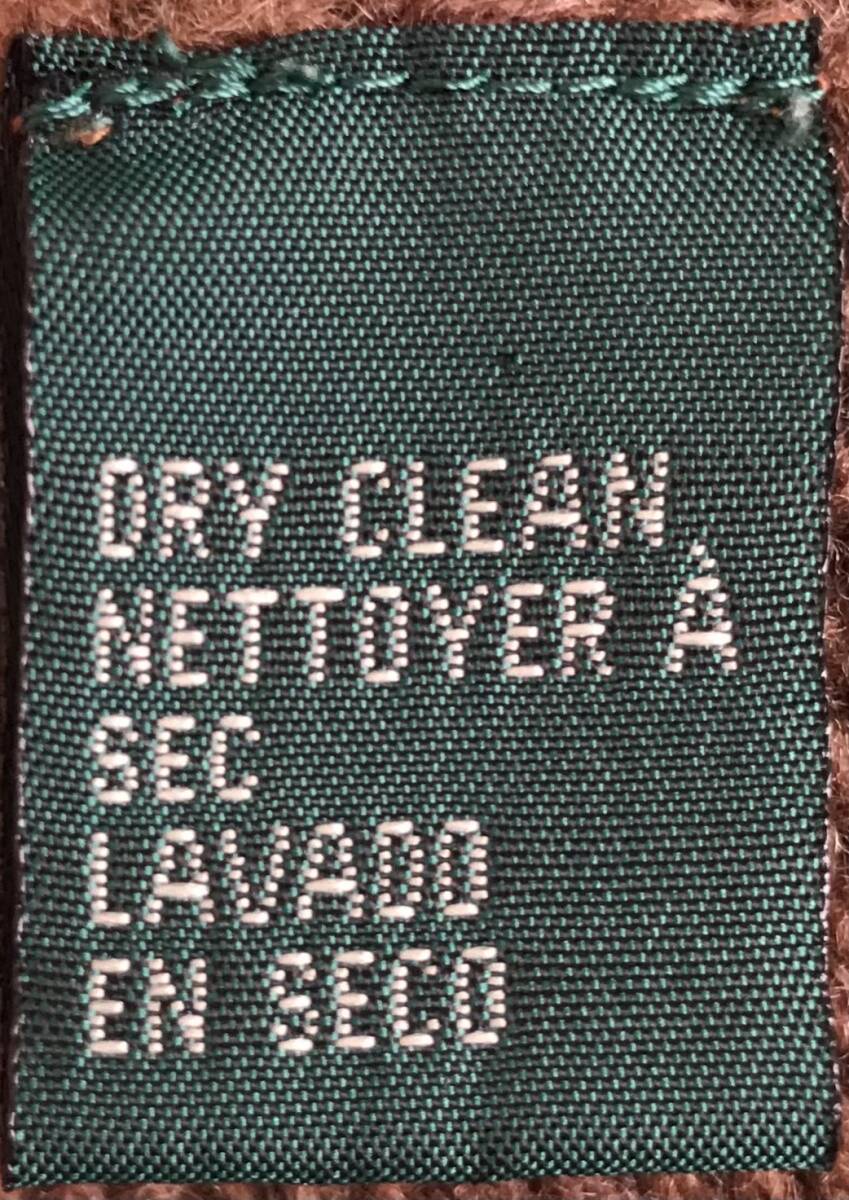 DRY CLEAN
NETTOYER À
SEC
LAVADO
EN SECO